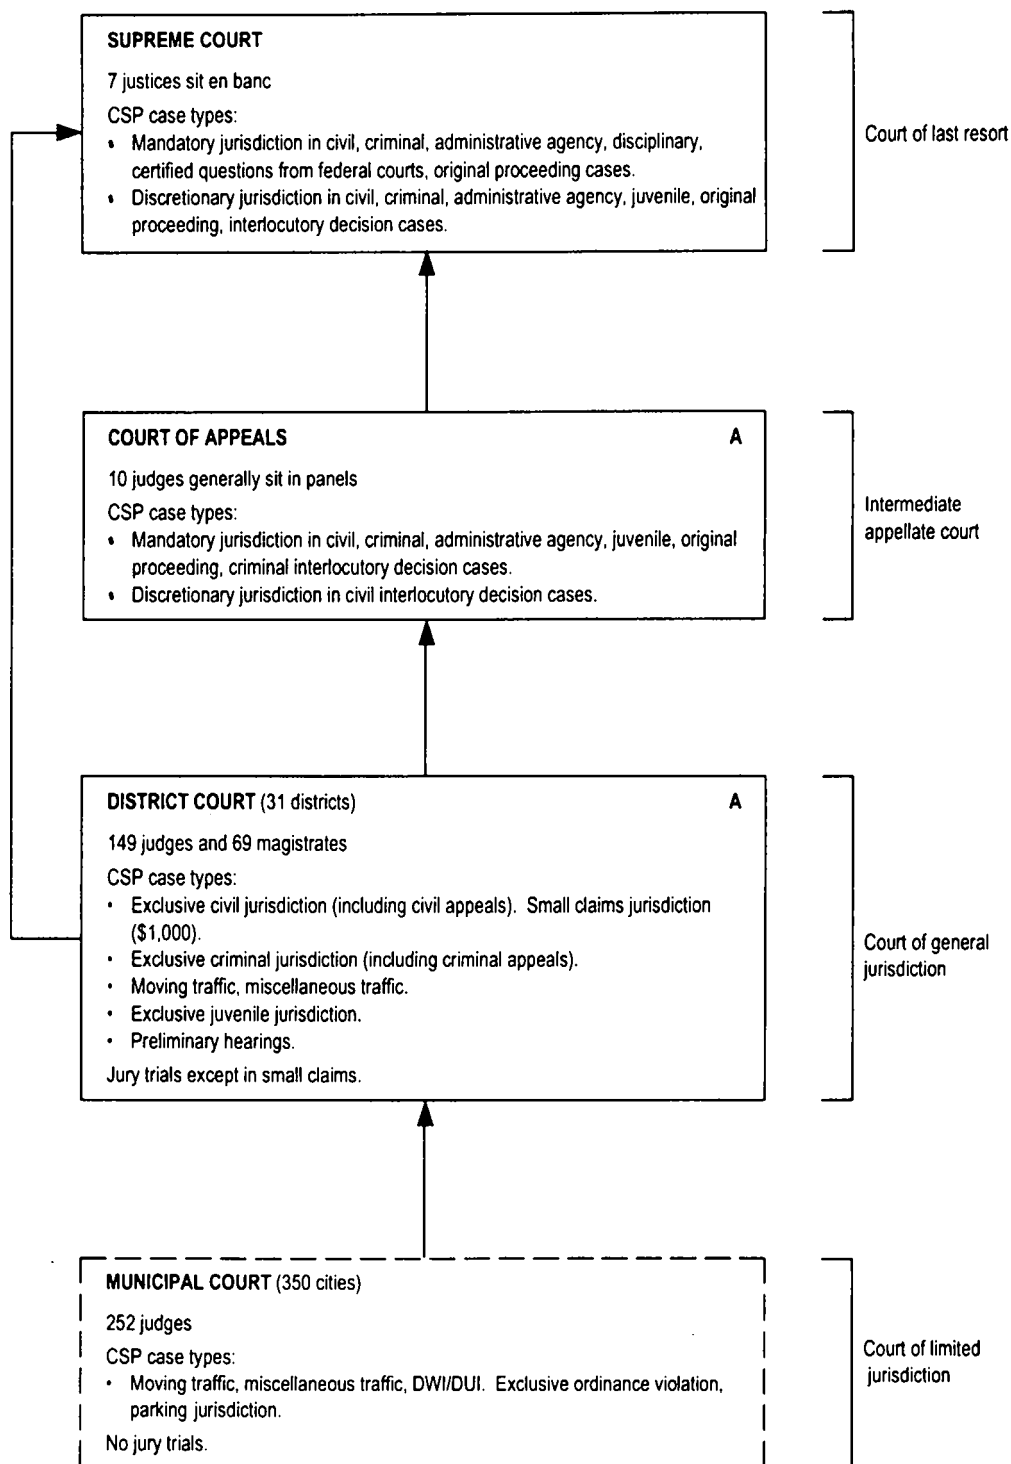 SUPREME COURT
7 justices sit en banc
CSP case types:
• Mandatory jurisdiction in civil, criminal, administrative agency, disciplinary,
certified questions from federal courts, original proceeding cases.
• Discretionary jurisdiction in civil, criminal, administrative agency, juvenile, original
proceeding, interlocutory decision cases.
Court of last resort
COURT OF APPEALS A
10 judges generally sit in panels
CSP case types:
• Mandatory jurisdiction in civil, criminal, administrative agency, juvenile, original
proceeding, criminal interlocutory decision cases.
• Discretionary jurisdiction in civil interlocutory decision cases.
Intermediate
appellate court
DISTRICT COURT (31 districts) A
149 judges and 69 magistrates
CSP case types:
• Exclusive civil jurisdiction (including civil appeals). Small claims jurisdiction
($1,000).
• Exclusive criminal jurisdiction (including criminal appeals).
• Moving traffic, miscellaneous traffic.
• Exclusive juvenile jurisdiction.
• Preliminary hearings.
Jury trials except in small claims.
Court of general
jurisdiction
MUNICIPAL COURT (350 cities)
252 judges
CSP case types:
• Moving traffic, miscellaneous traffic, DWI/DUI. Exclusive ordinance violation,
parking jurisdiction.
No jury trials.
Court of limited
jurisdiction